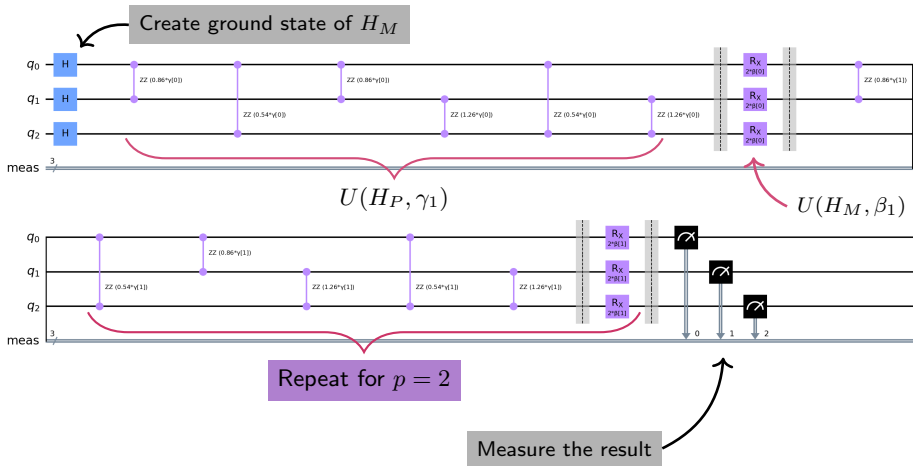 Create ground state of H_M
q₀ H ZZ (0.86*γ[0]) ZZ (0.86*γ[0]) R_X 2*β[0] ZZ (0.86*γ[1])
q₁ H ZZ (0.54*γ[0]) ZZ (1.26*γ[0]) ZZ (0.54*γ[0]) ZZ (1.26*γ[0]) R_X 2*β[0]
q₂ H R_X 2*β[0]
meas 3
U(H_P, γ₁) U(H_M, β₁)
q₀ ZZ (0.86*γ[1]) R_X 2*β[1]
q₁ ZZ (0.54*γ[1]) ZZ (1.26*γ[1]) ZZ (0.54*γ[1]) ZZ (1.26*γ[1]) R_X 2*β[1]
q₂ R_X 2*β[1]
meas 3 0 1 2
Repeat for p = 2
Measure the result